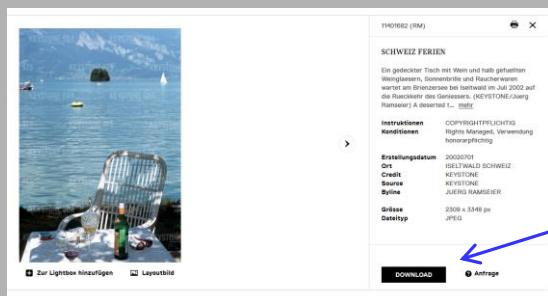 11401682 (RM)
SCHWEIZ FERIEN
Ein gedeckter Tisch mit Wein und halb gefuellten
Weinglaesern, Sonnenbrille und Raucherwaren
wartet am Brienzersee bei Iseltwald im Juli 2002 auf
die Rueckkehr des Geniessers. (KEYSTONE/Juerg
Ramseier) A deserted t... mehr
Instruktionen COPYRIGHTPFLICHTIG
Konditionen Rights Managed, Verwendung
honorarpflichtig
Erstellungsdatum 20020701
Ort ISELTWALD SCHWEIZ
Credit KEYSTONE
Source KEYSTONE
Byline JUERG RAMSEIER
Grösse 2309 x 3348 px
Dateityp JPEG
Zur Lightbox hinzufügen Layoutbild
DOWNLOAD Anfrage